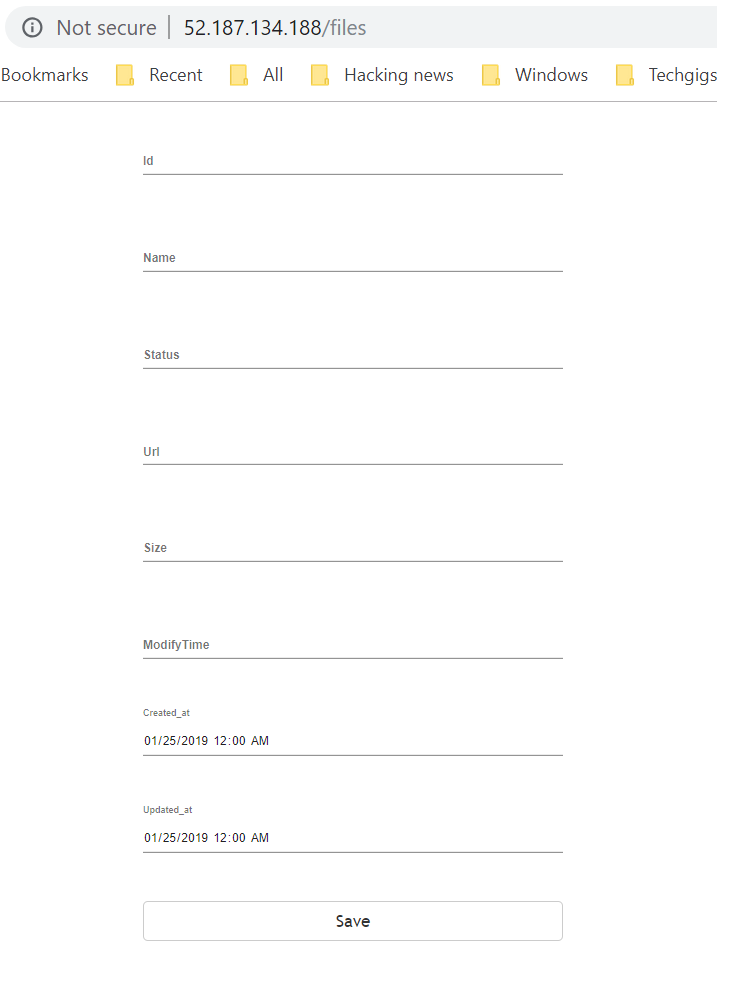 Not secure | 52.187.134.188/files
Bookmarks Recent All Hacking news Windows Techgigs
Id
Name
Status
Url
Size
ModifyTime
Created_at
01/25/2019 12:00 AM
Updated_at
01/25/2019 12:00 AM
Save